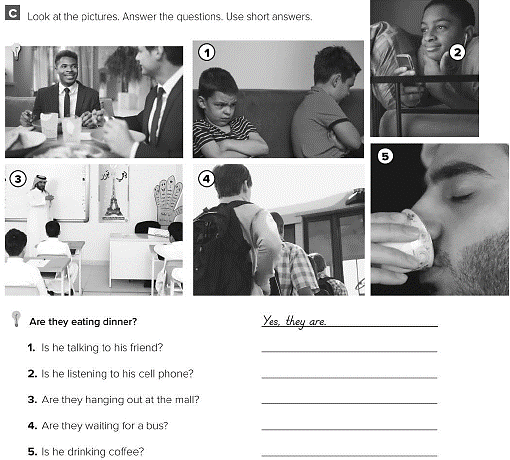 C Look at the pictures. Answer the questions. Use short answers.
1
2
3
4
5
Are they eating dinner? Yes, they are.
1. Is he talking to his friend?
2. Is he listening to his cell phone?
3. Are they hanging out at the mall?
4. Are they waiting for a bus?
5. Is he drinking coffee?